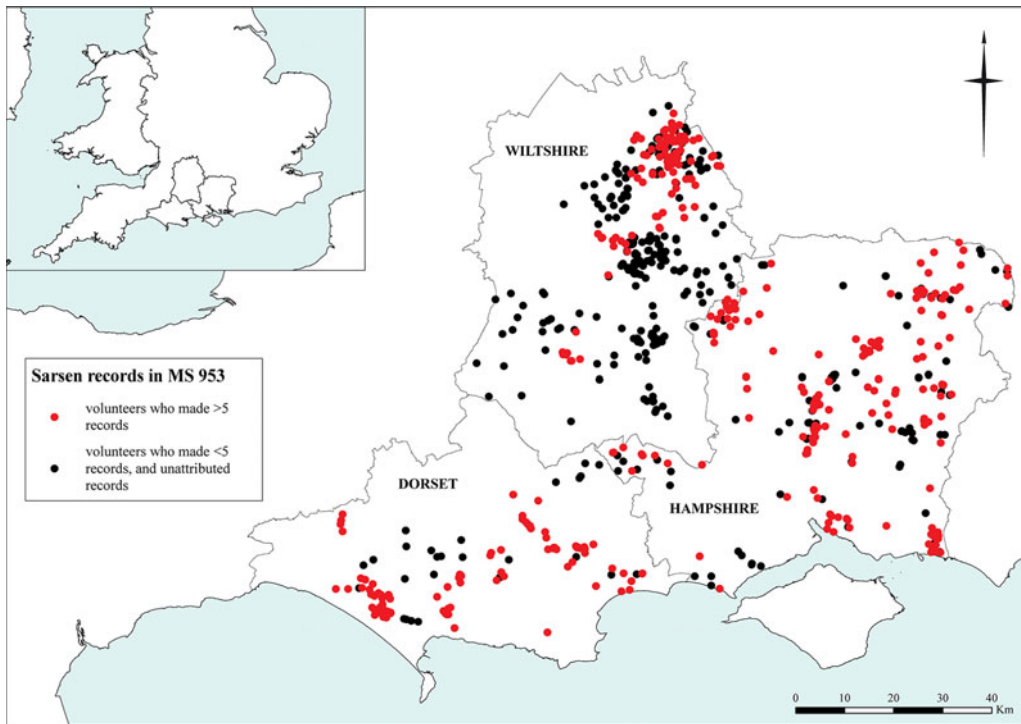 WILTSHIRE
Sarsen records in MS 953
volunteers who made >5
records
volunteers who made <5
records, and unattributed
records
DORSET
HAMPSHIRE
0 10 20 30 40
Km